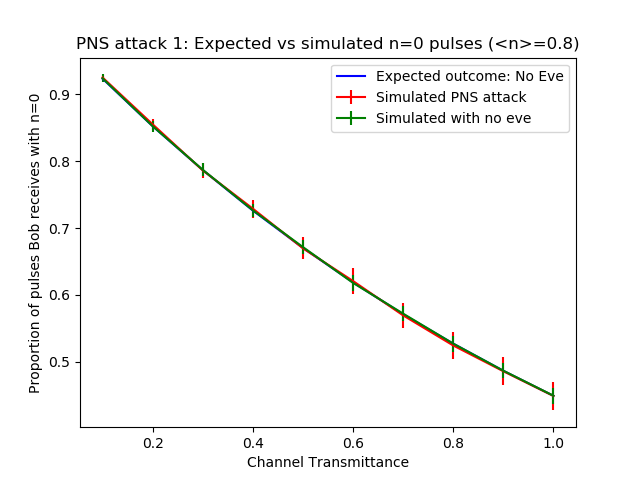 PNS attack 1: Expected vs simulated n=0 pulses (<n>=0.8)
Expected outcome: No Eve
Simulated PNS attack
Simulated with no eve
Proportion of pulses Bob receives with n=0
0.9
0.8
0.7
0.6
0.5
0.2
0.4
0.6
0.8
1.0
Channel Transmittance